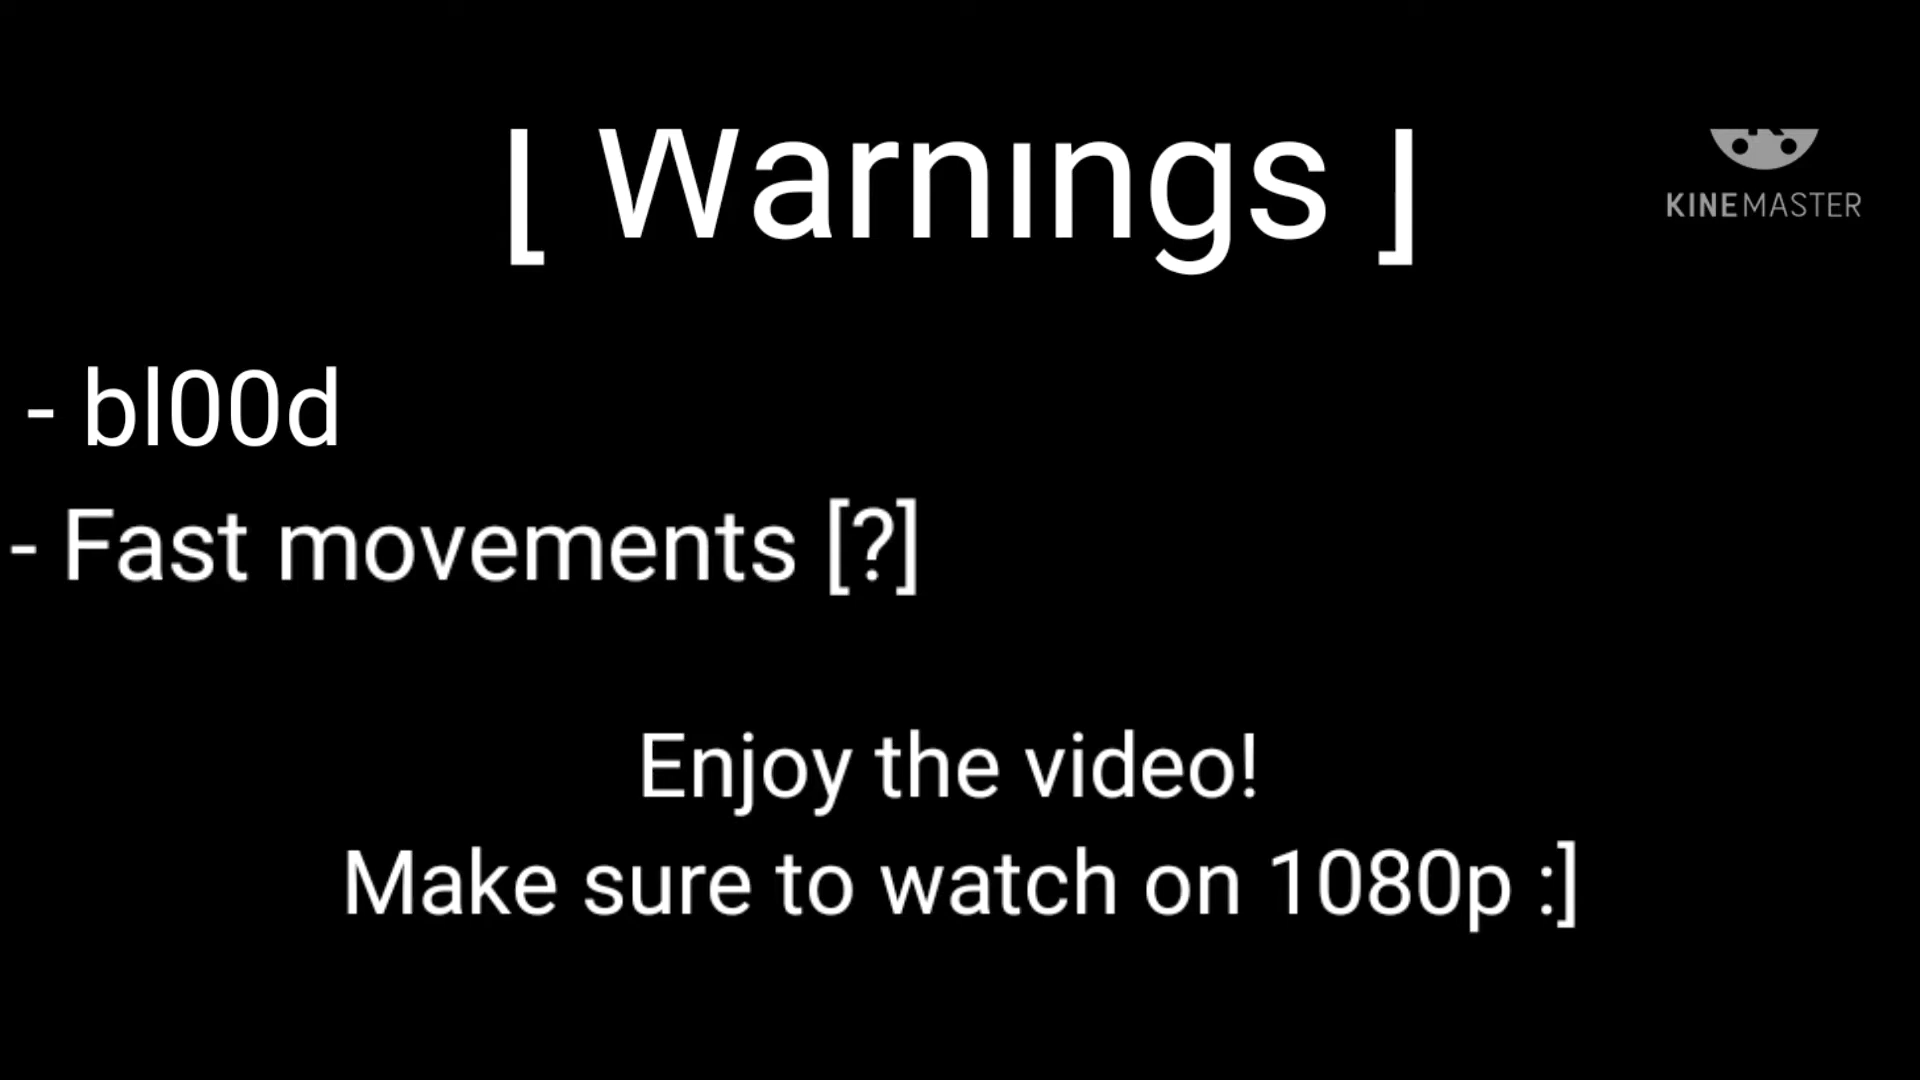 [ Warnings ]
KINEMASTER
- bl00d
- Fast movements [?]
Enjoy the video!
Make sure to watch on 1080p :]